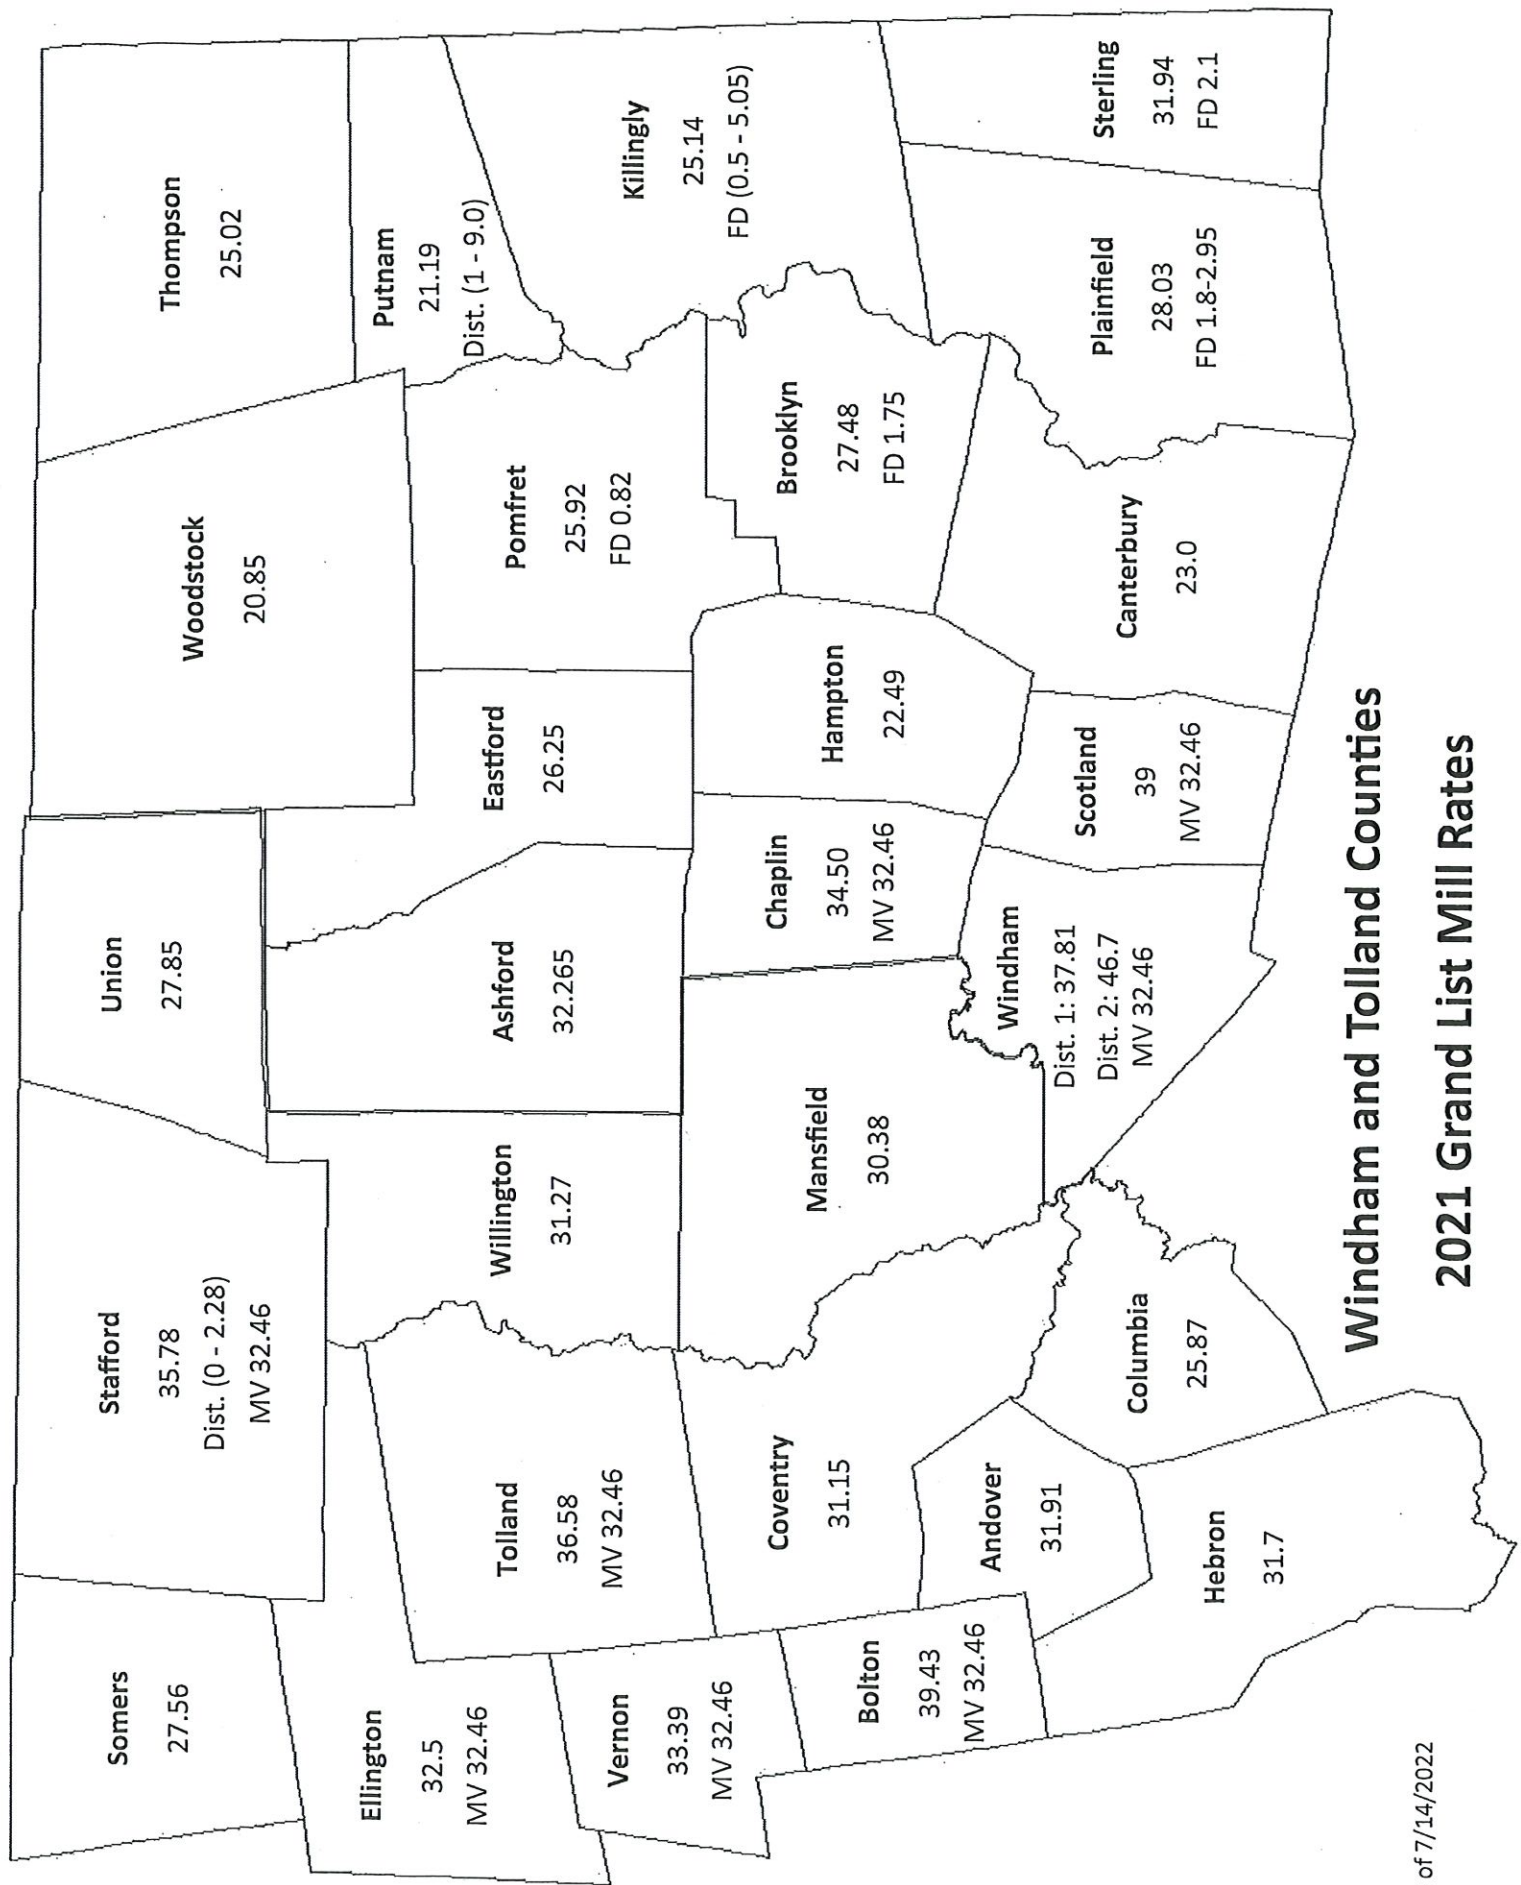 Somers
27.56
Stafford
35.78
Dist. (0 - 2.28)
MV 32.46
Union
27.85
Woodstock
20.85
Thompson
25.02
Ellington
32.5
MV 32.46
Tolland
36.58
MV 32.46
Willington
31.27
Ashford
32.265
Eastford
26.25
Pomfret
25.92
FD 0.82
Putnam
21.19
Dist. (1 - 9.0)
Killingly
25.14
FD (0.5 - 5.05)
Vernon
33.39
MV 32.46
Coventry
31.15
Mansfield
30.38
Chaplin
34.50
MV 32.46
Hampton
22.49
Brooklyn
27.48
FD 1.75
Bolton
39.43
MV 32.46
Andover
31.91
Columbia
25.87
Windham
Dist. 1: 37.81
Dist. 2: 46.7
MV 32.46
Scotland
39
MV 32.46
Canterbury
23.0
Plainfield
28.03
FD 1.8-2.95
Sterling
31.94
FD 2.1
Hebron
31.7
Windham and Tolland Counties
2021 Grand List Mill Rates
of 7/14/2022